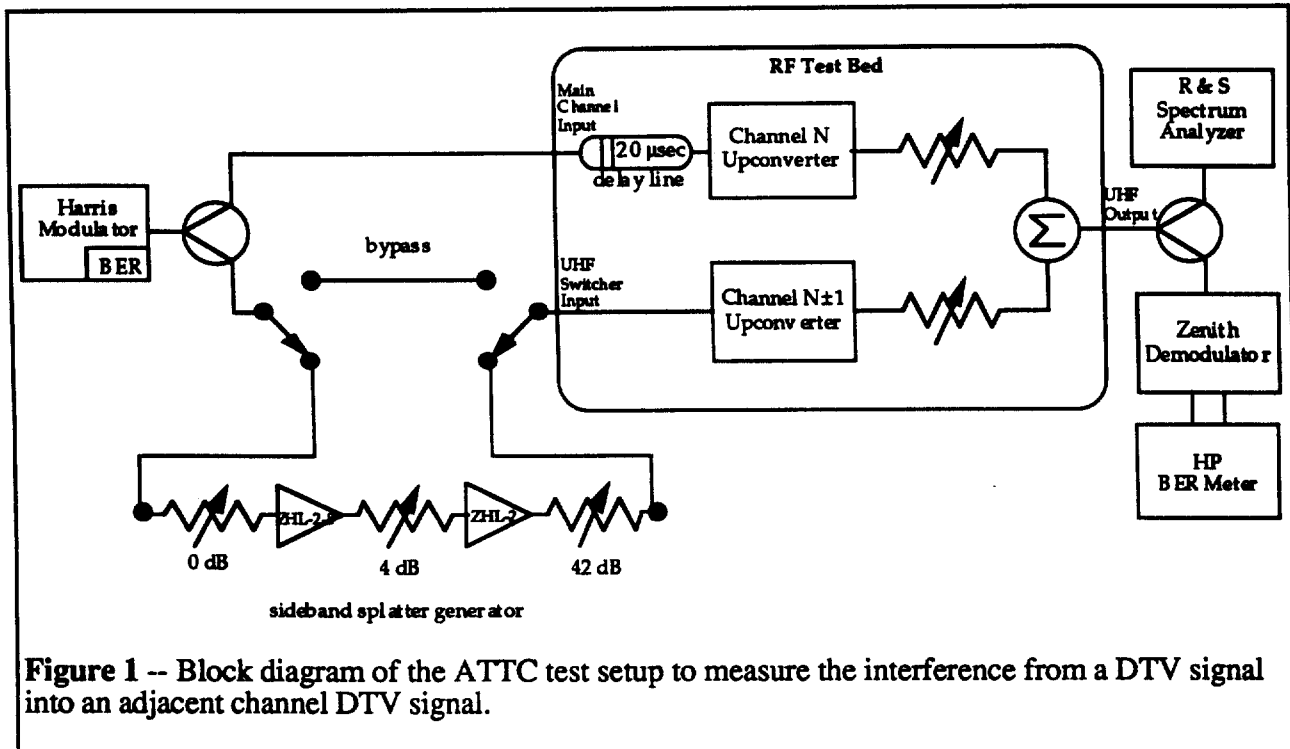 RF Test Bed
Main
Channel
Input
20 µsec
delay line
Channel N
Upconverter
R & S
Spectrum
Analyzer
Harris
Modulator
BER
bypass
UHF
Switcher
Input
Channel N±1
Upconverter
Σ
UHF
Output
Zenith
Demodulator
HP
BER Meter
ZHL-2
0 dB
4 dB
42 dB
sideband splatter generator
Figure 1 -- Block diagram of the ATTC test setup to measure the interference from a DTV signal
into an adjacent channel DTV signal.